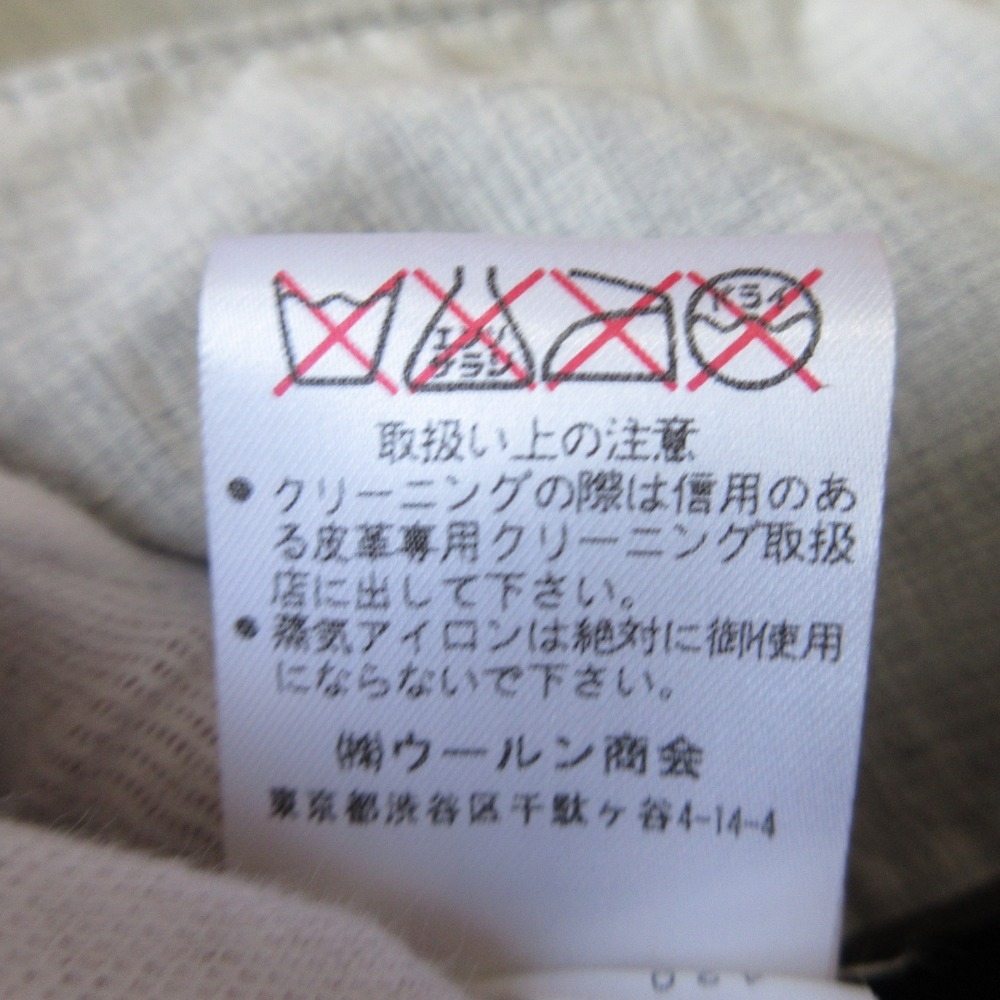 エンソ
サラシ
ドライ
取扱い上の注意
● クリーニングの際は信用のあ
る皮革専用クリーニング取扱
店に出して下さい。
● 蒸気アイロンは絶対に御使用
にならないで下さい。
㈱ウールン商会
東京都渋谷区千駄ヶ谷4-14-4